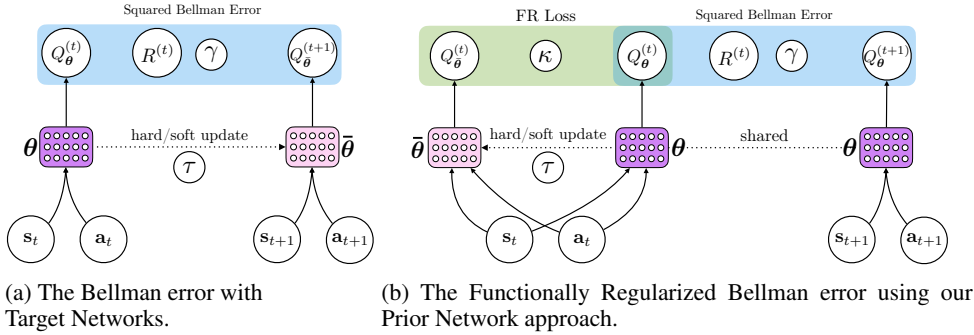 Squared Bellman Error
Q_θ^(t) R^(t) γ Q_θ̄^(t+1)
θ hard/soft update θ̄
τ
s_t a_t s_{t+1} a_{t+1}
(a) The Bellman error with
Target Networks.
FR Loss Squared Bellman Error
Q_θ̄^(t) κ Q_θ^(t) R^(t) γ Q_θ^(t+1)
θ̄ hard/soft update θ shared θ
τ
s_t a_t s_{t+1} a_{t+1}
(b) The Functionally Regularized Bellman error using our
Prior Network approach.